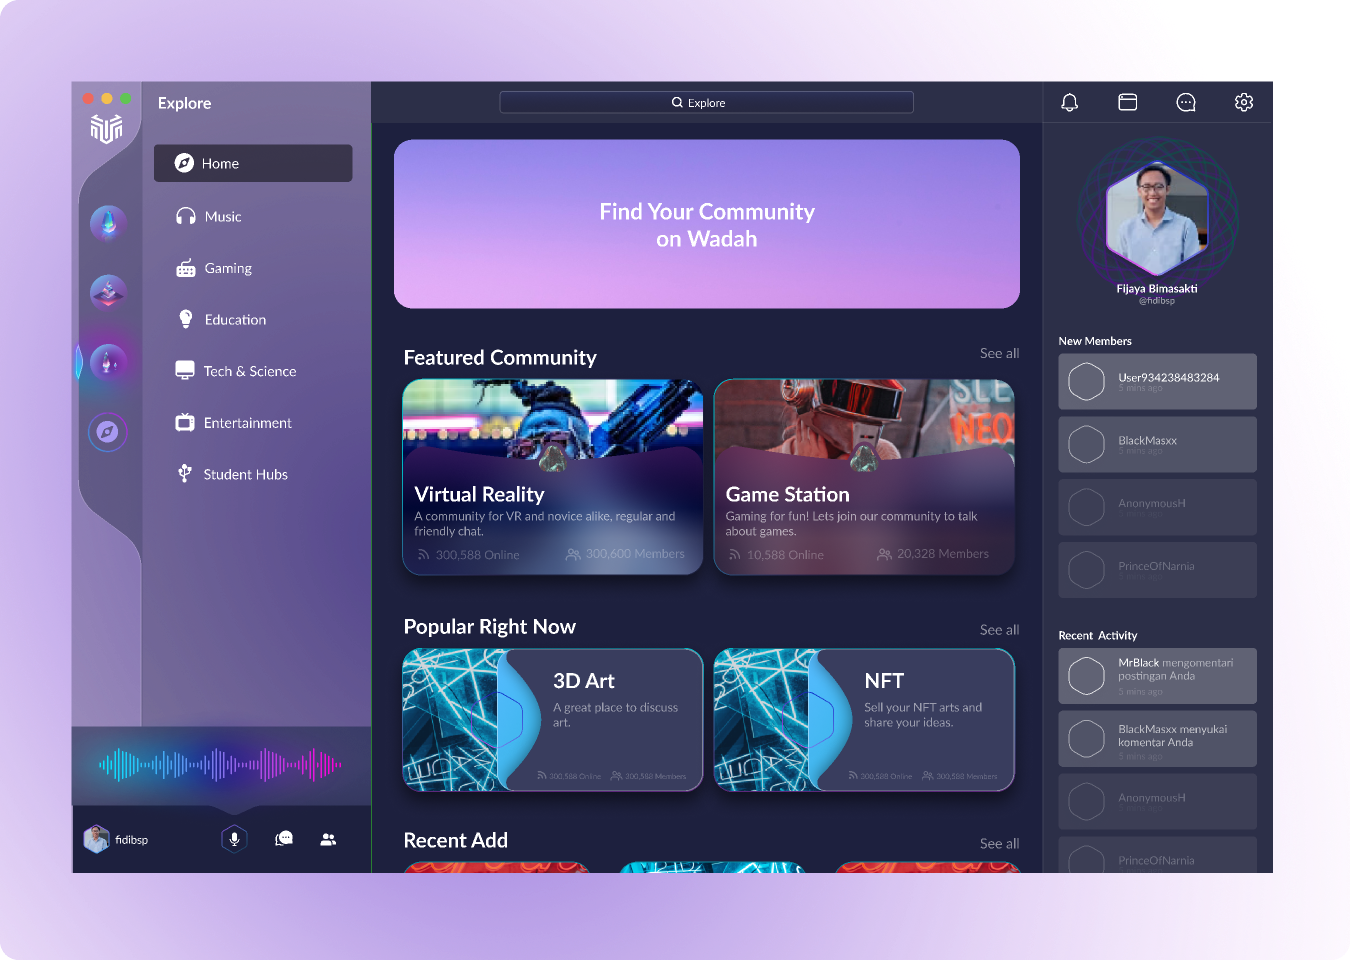 Explore
Home
Music
Gaming
Education
Tech & Science
Entertainment
Student Hubs
fidibsp
Explore
Find Your Community
on Wadah
Featured Community
See all
Virtual Reality
A community for VR and novice alike, regular and
friendly chat.
300,588 Online
300,600 Members
Game Station
Gaming for fun! Lets join our community to talk
about games.
10,588 Online
20,328 Members
SLE
NEO
Popular Right Now
See all
3D Art
A great place to discuss
art.
300,588 Online
300,588 Members
NFT
Sell your NFT arts and
share your ideas.
300,588 Online
300,588 Members
Recent Add
See all
Fijaya Bimasakti
@fidibsp
New Members
User934238483284
5 mins ago
BlackMasxx
5 mins ago
AnonymousH
5 mins ago
PrinceOfNarnia
5 mins ago
Recent Activity
MrBlack mengomentari
postingan Anda
5 mins ago
BlackMasxx menyukai
komentar Anda
5 mins ago
AnonymousH
PrinceOfNarnia